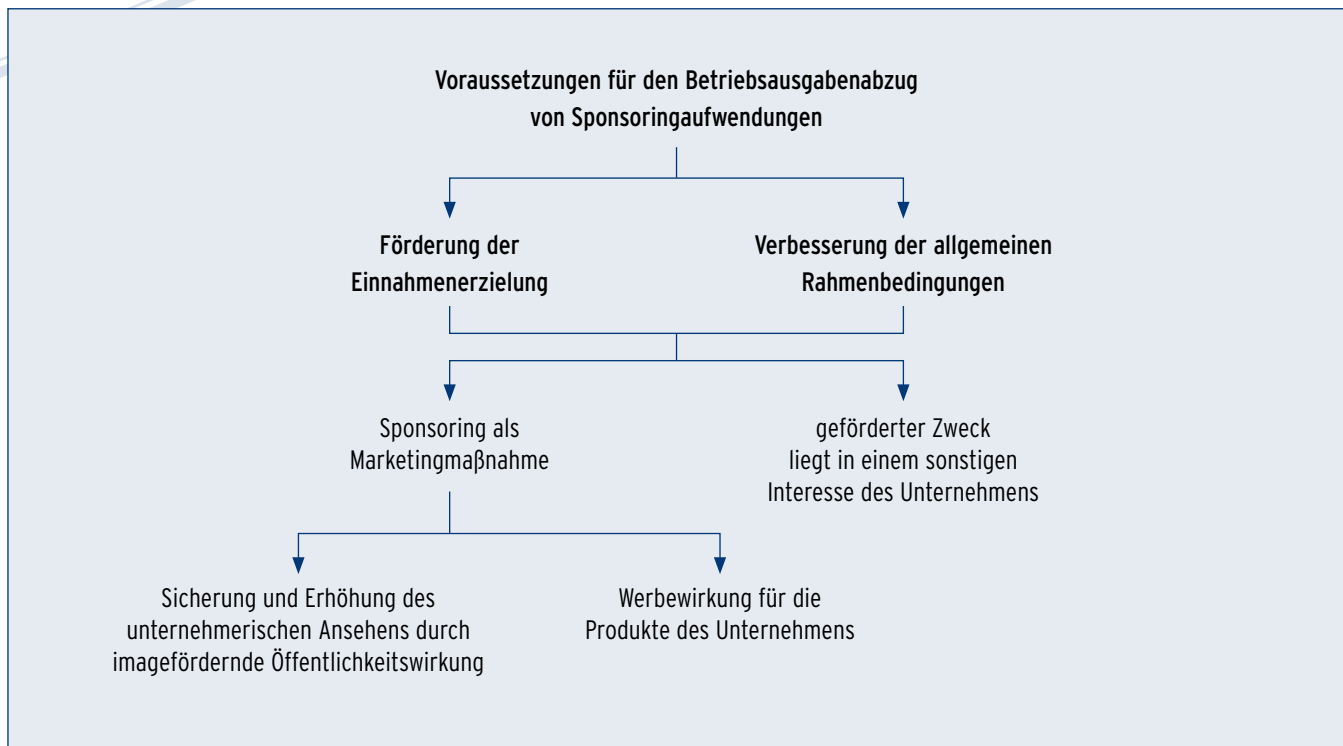 Voraussetzungen für den Betriebsausgabenabzug
von Sponsoringaufwendungen
Förderung der
Einnahmenerzielung
Verbesserung der allgemeinen
Rahmenbedingungen
Sponsoring als
Marketingmaßnahme
geförderter Zweck
liegt in einem sonstigen
Interesse des Unternehmens
Sicherung und Erhöhung des
unternehmerischen Ansehens durch
imagefördernde Öffentlichkeitswirkung
Werbewirkung für die
Produkte des Unternehmens